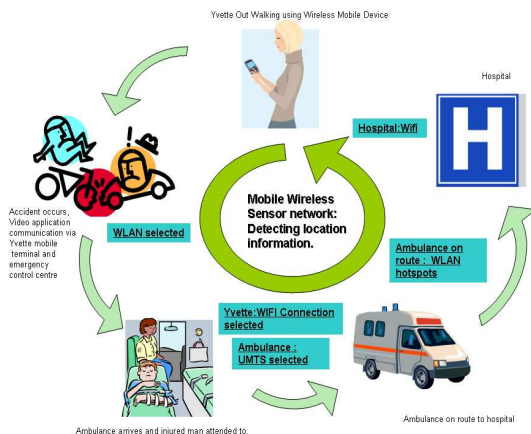 Yvette Out Walking using Wireless Mobile Device
Hospital
Hospital:Wifi
H
!
Mobile Wireless
Sensor network:
Detecting location
information.
Accident occurs,
Video application
communication via
Yvette mobile
terminal and
emergency
control centre
WLAN selected
Ambulance on
route : WLAN
hotspots
Yvette:WIFI Connection
selected
Ambulance :
UMTS selected
Ambulance on route to hospital
Ambulance arrives and injured man attended to.